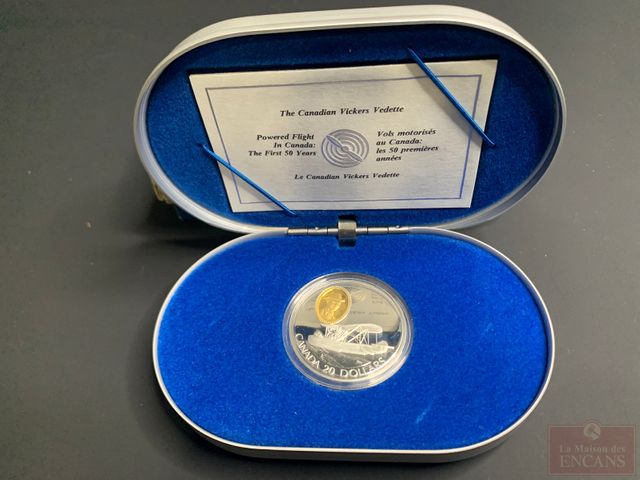 The Canadian Vickers Vedette
Powered Flight
In Canada:
The First 50 Years
Vols motorisés
au Canada:
les 50 premières
années
Le Canadian Vickers Vedette
CANADA 20 DOLLARS
La Maison des
ENCANS